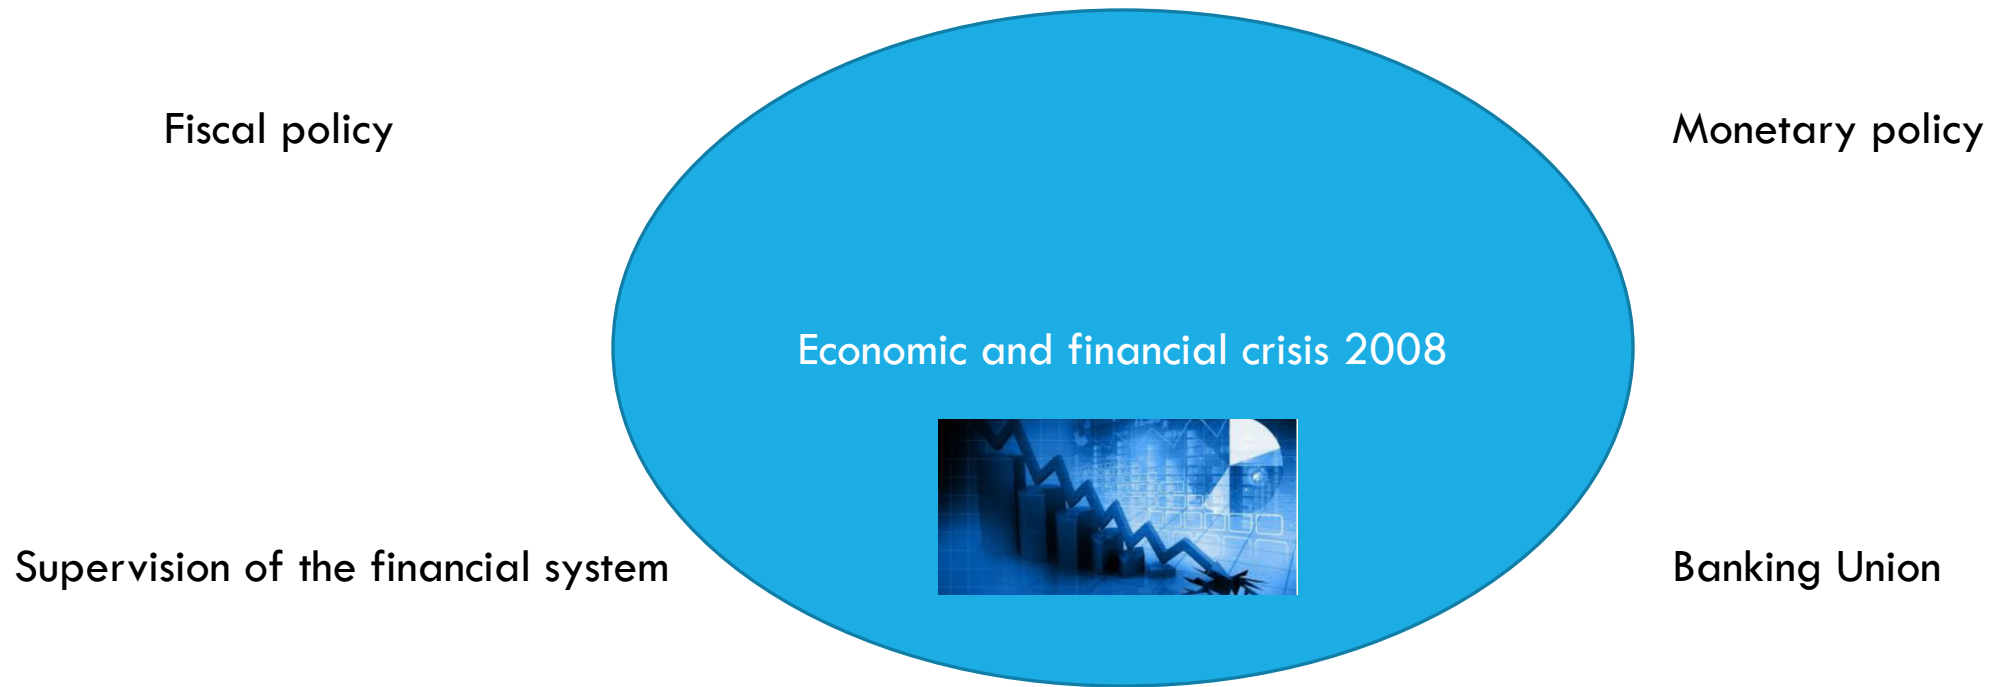 Fiscal policy
Monetary policy
Economic and financial crisis 2008
Supervision of the financial system
Banking Union